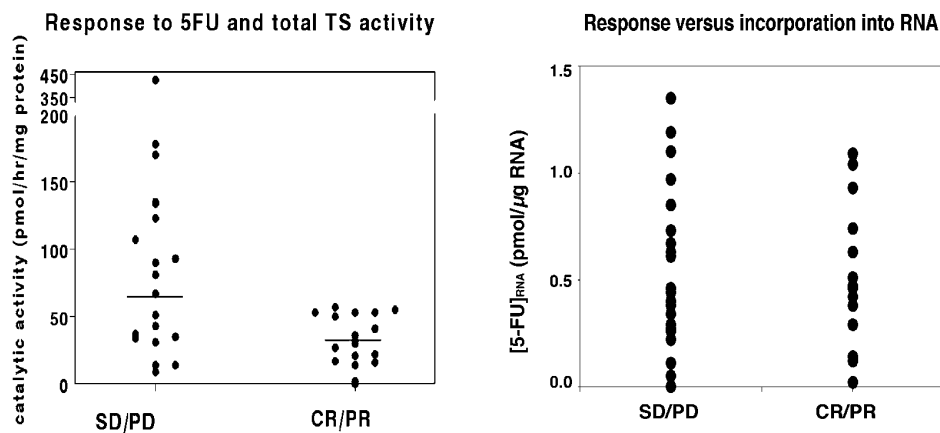 Response to 5FU and total TS activity
catalytic activity (pmol/hr/mg protein)
450
350
200
150
100
50
0
SD/PD
CR/PR
Response versus incorporation into RNA
[5-FU]RNA (pmol/µg RNA)
1.5
1.0
0.5
0.0
SD/PD
CR/PR